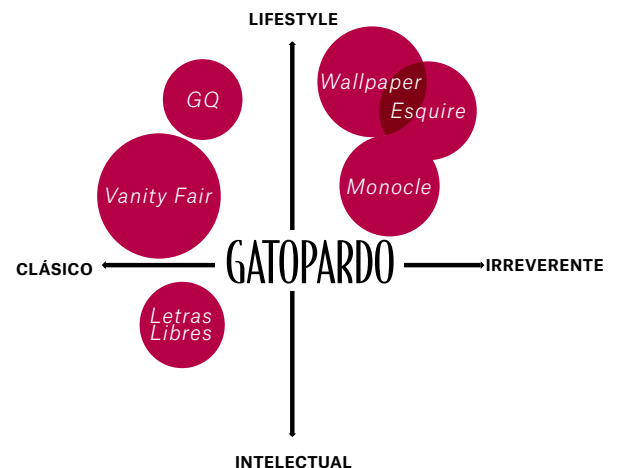 LIFESTYLE
Wallpaper
GQ
Esquire
Vanity Fair
Monocle
GATOPARDO
CLÁSICO
IRREVERENTE
Letras
Libres
INTELECTUAL